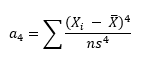 a₄ = ∑ (Xᵢ − X̄)⁴ / ns⁴